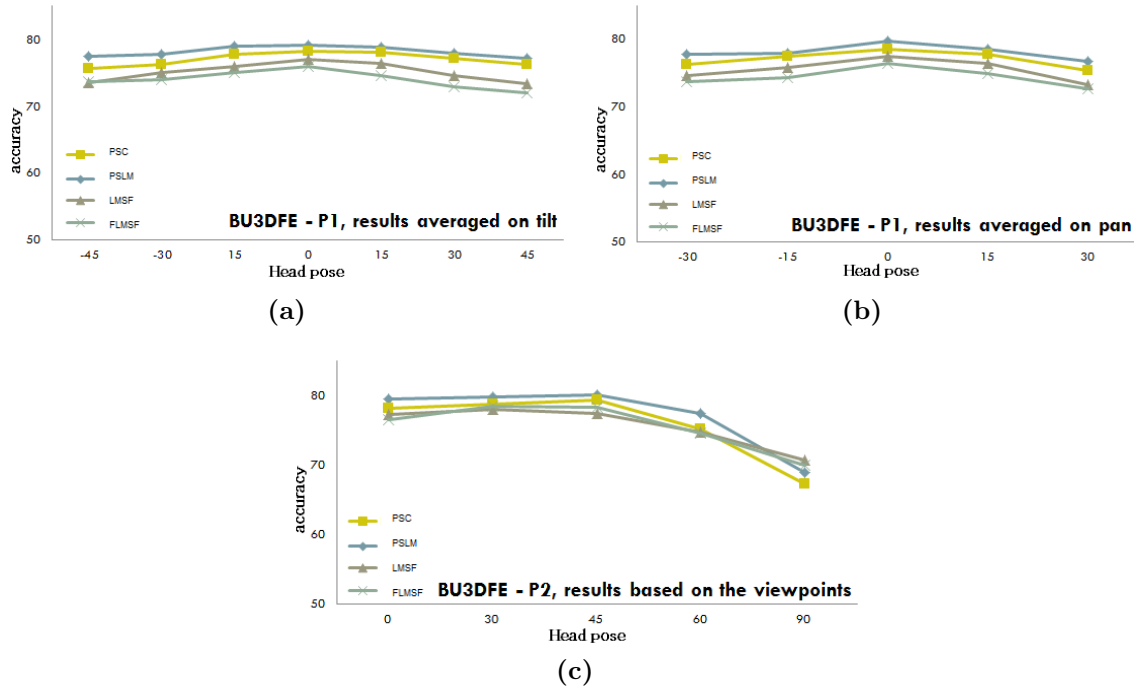 80
70
60
50
accuracy
PSC
PSLM
LMSF
FLMSF
BU3DFE - P1, results averaged on tilt
-45 -30 15 0 15 30 45
Head pose
(a)
80
70
60
50
accuracy
PSC
PSLM
LMSF
FLMSF
BU3DFE - P1, results averaged on pan
-30 -15 0 15 30
Head pose
(b)
80
70
60
50
accuracy
PSC
PSLM
LMSF
FLMSF
BU3DFE - P2, results based on the viewpoints
0 30 45 60 90
Head pose
(c)